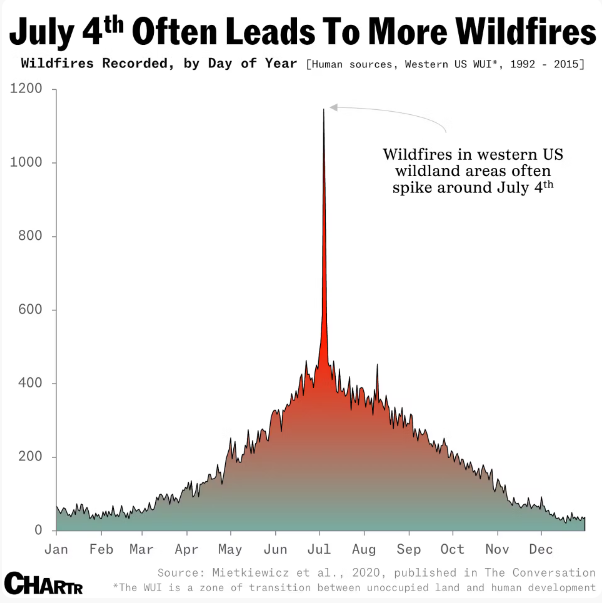 July 4th Often Leads To More Wildfires
Wildfires Recorded, by Day of Year [Human sources, Western US WUI*, 1992 - 2015]
1200
1000
800
600
400
200
0
Wildfires in western US
wildland areas often
spike around July 4th
Jan Feb Mar Apr May Jun Jul Aug Sep Oct Nov Dec
Source: Mietkiewicz et al., 2020, published in The Conversation
*The WUI is a zone of transition between unoccupied land and human development
CHARTR